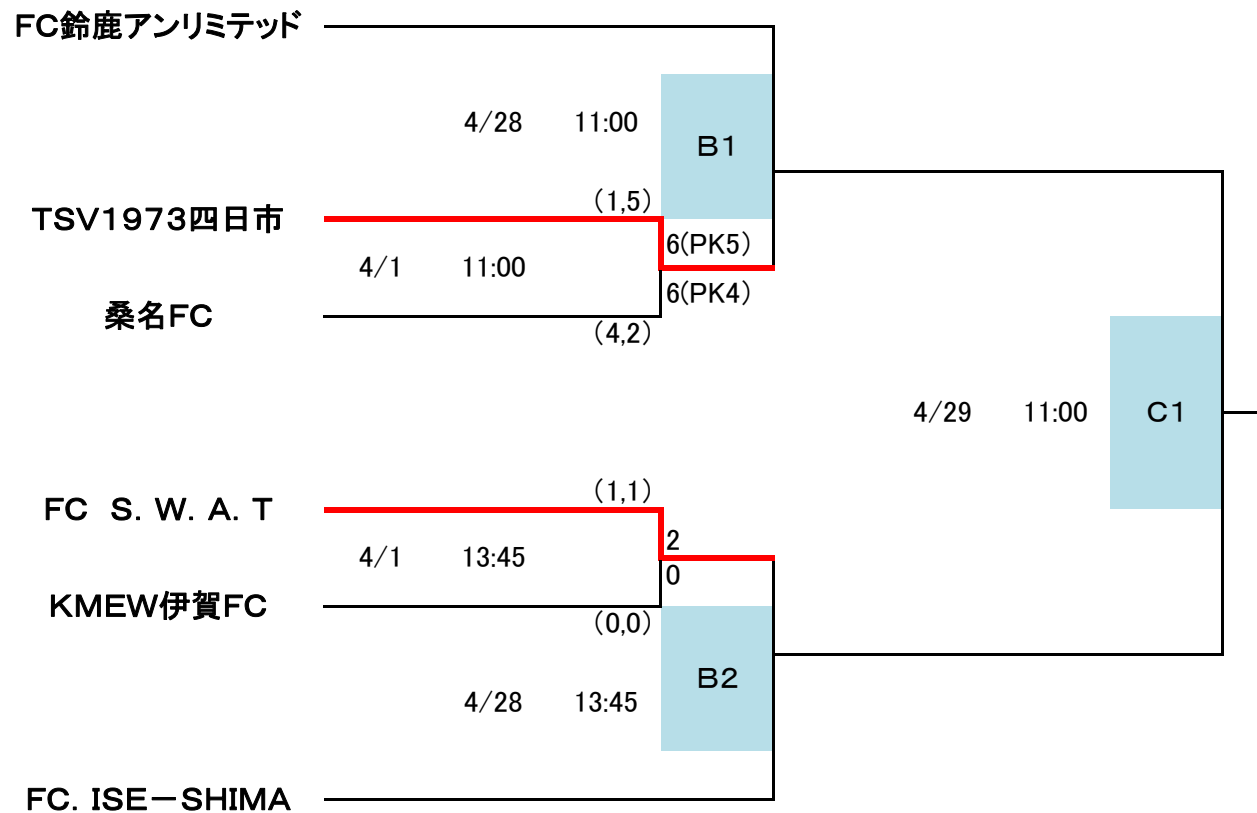 FC鈴鹿アンリミテッド
4/28 11:00
B1
(1,5)
TSV1973四日市
6(PK5)
4/1 11:00
6(PK4)
桑名FC
(4,2)
4/29 11:00
C1
(1,1)
FC S．W．A．T
2
4/1 13:45
0
KMEW伊賀FC
(0,0)
B2
4/28 13:45
FC．ISE－SHIMA